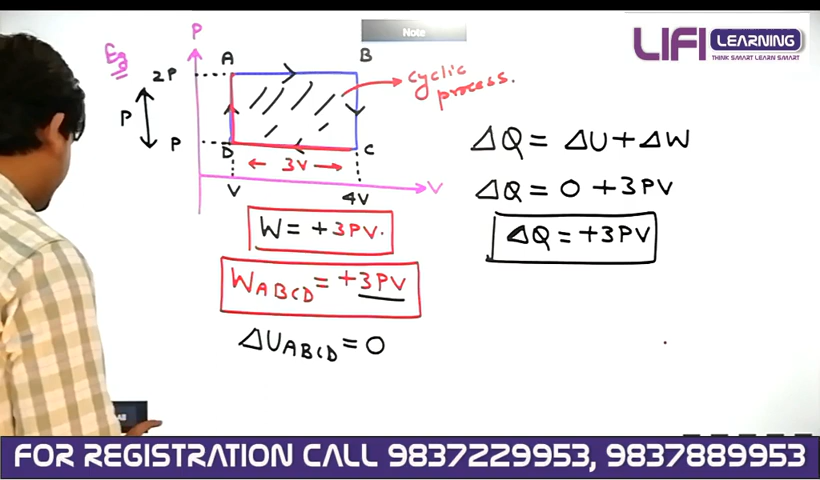 Note
LIFI LEARNING
THINK SMART LEARN SMART
Eg
P
A
B
2P
cyclic
process.
P
P
D
C
3V
V
V
4V
ΔQ = ΔU + ΔW
ΔQ = 0 + 3PV
ΔQ = +3PV
W = +3PV.
WABCD = +3PV
ΔUABCD = 0
FOR REGISTRATION CALL 9837229953, 9837889953